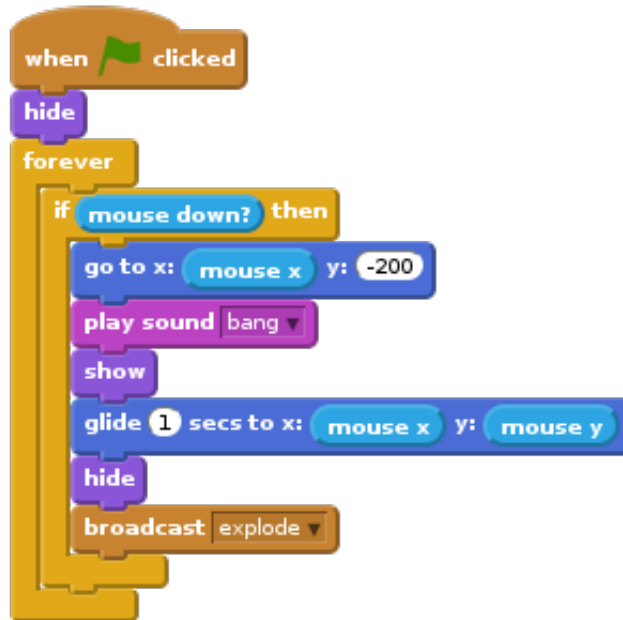 when clicked
hide
forever
if mouse down? then
go to x: mouse x y: -200
play sound bang
show
glide 1 secs to x: mouse x y: mouse y
hide
broadcast explode